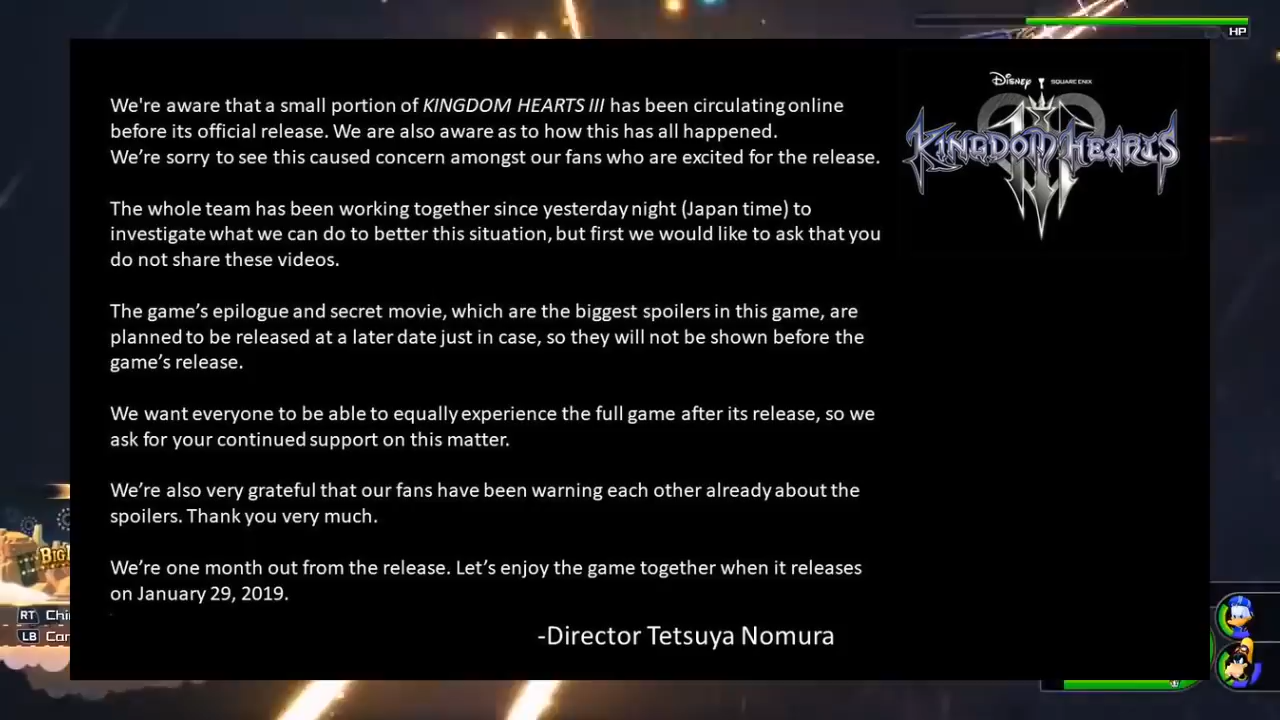 HP
Disney SQUARE ENIX
KINGDOM HEARTS
III
We're aware that a small portion of KINGDOM HEARTS III has been circulating online
before its official release. We are also aware as to how this has all happened.
We're sorry to see this caused concern amongst our fans who are excited for the release.
The whole team has been working together since yesterday night (Japan time) to
investigate what we can do to better this situation, but first we would like to ask that you
do not share these videos.
The game's epilogue and secret movie, which are the biggest spoilers in this game, are
planned to be released at a later date just in case, so they will not be shown before the
game's release.
We want everyone to be able to equally experience the full game after its release, so we
ask for your continued support on this matter.
We're also very grateful that our fans have been warning each other already about the
spoilers. Thank you very much.
We're one month out from the release. Let's enjoy the game together when it releases
on January 29, 2019.
-Director Tetsuya Nomura
RT
LB